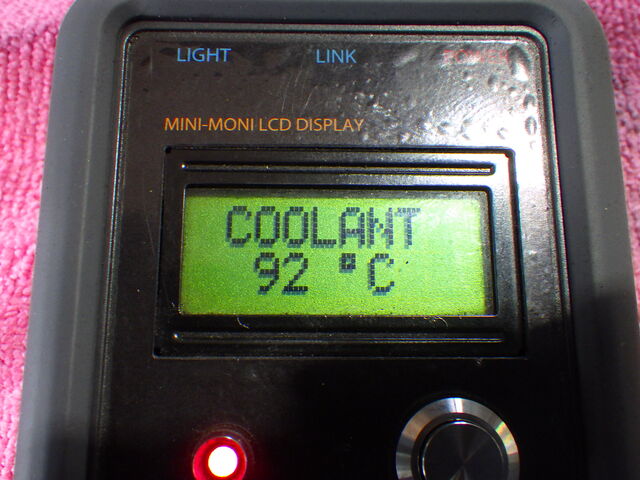 LIGHT LINK
MINI-MONI LCD DISPLAY
COOLANT
92 °C